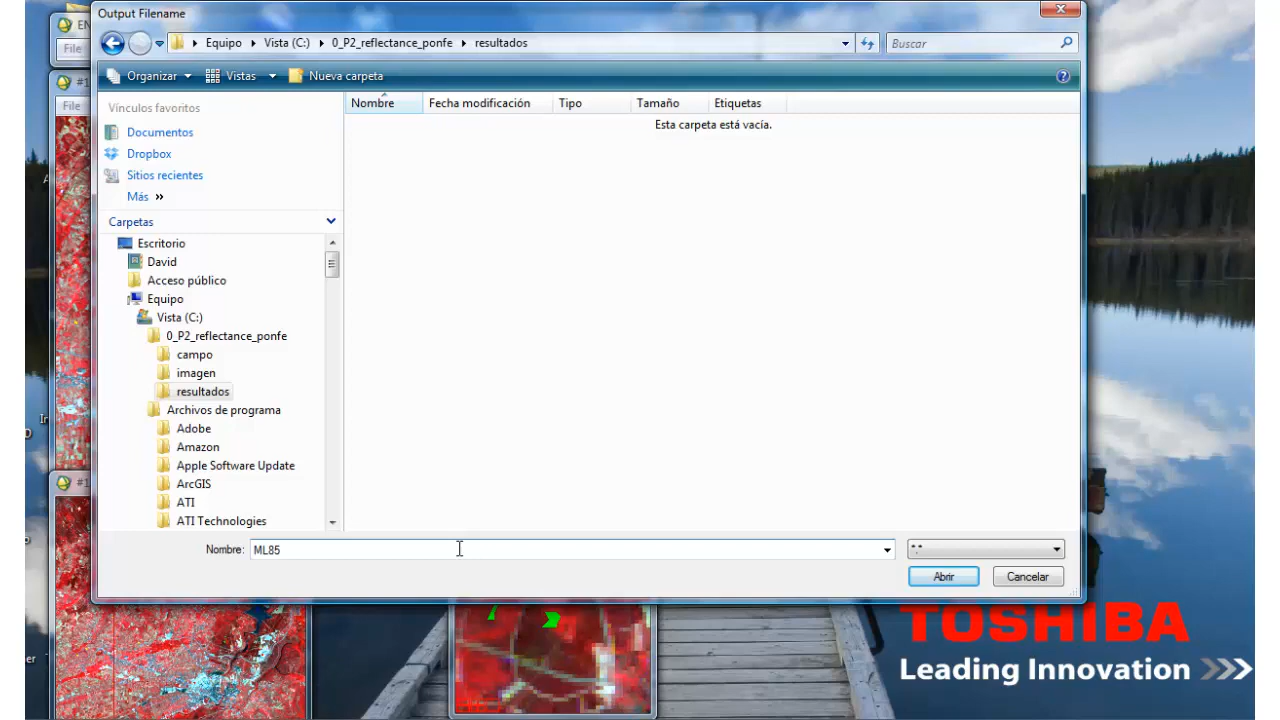 Output Filename
EN
File
Equipo
Vista (C:)
0_P2_reflectance_ponfe
resultados
Buscar
Organizar
Vistas
Nueva carpeta
#1
File
Vínculos favoritos
Documentos
Dropbox
Sitios recientes
Más »
Carpetas
Escritorio
David
Acceso público
Equipo
Vista (C:)
0_P2_reflectance_ponfe
campo
imagen
resultados
Archivos de programa
Adobe
Amazon
Apple Software Update
ArcGIS
ATI
ATI Technologies
Nombre
Fecha modificación
Tipo
Tamaño
Etiquetas
Esta carpeta está vacía.
#1
Nombre: ML85
*.*
Abrir
Cancelar
TOSHIBA
Leading Innovation >>>